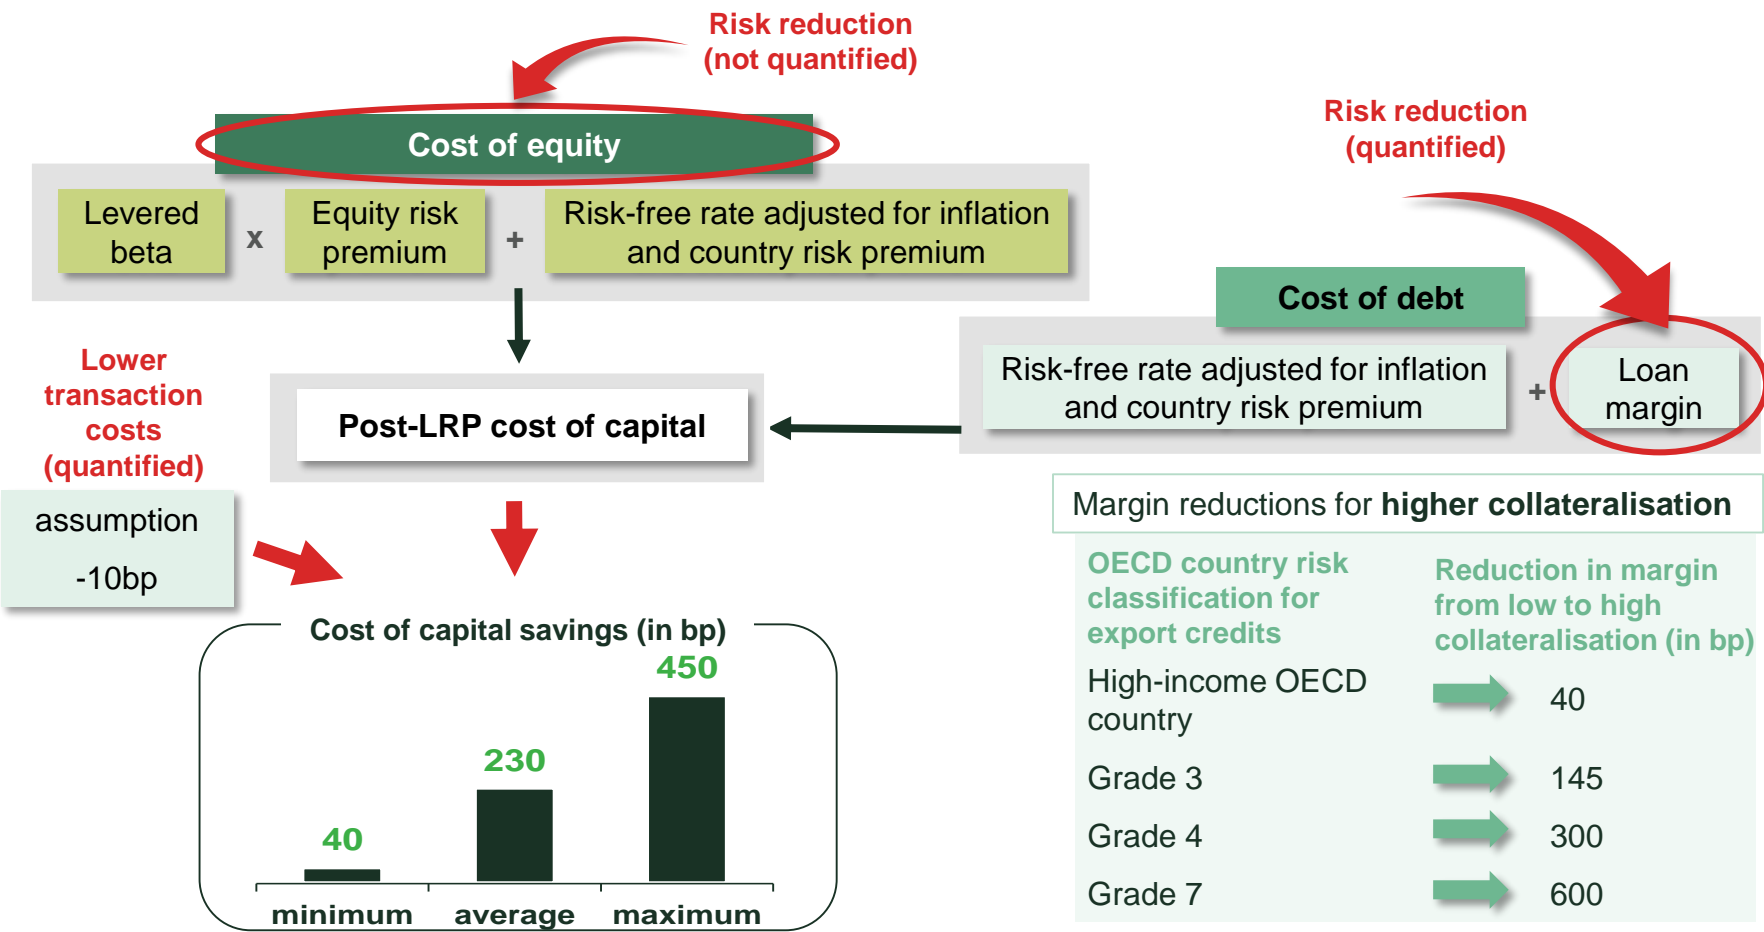 Risk reduction
(not quantified)
Cost of equity
Levered
beta
x
Equity risk
premium
+
Risk-free rate adjusted for inflation
and country risk premium
Risk reduction
(quantified)
Cost of debt
Risk-free rate adjusted for inflation
and country risk premium
+
Loan
margin
Lower
transaction
costs
(quantified)
assumption
-10bp
Post-LRP cost of capital
Cost of capital savings (in bp)
450
230
40
minimum average maximum
Margin reductions for higher collateralisation
OECD country risk
classification for
export credits
Reduction in margin
from low to high
collateralisation (in bp)
High-income OECD
country
40
Grade 3 145
Grade 4 300
Grade 7 600